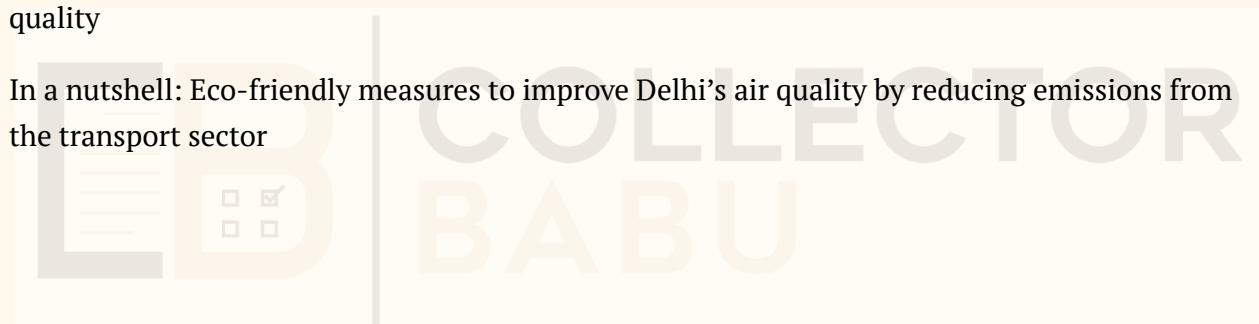 quality
In a nutshell: Eco-friendly measures to improve Delhi’s air quality by reducing emissions from
the transport sector
COLLECTOR
BABU